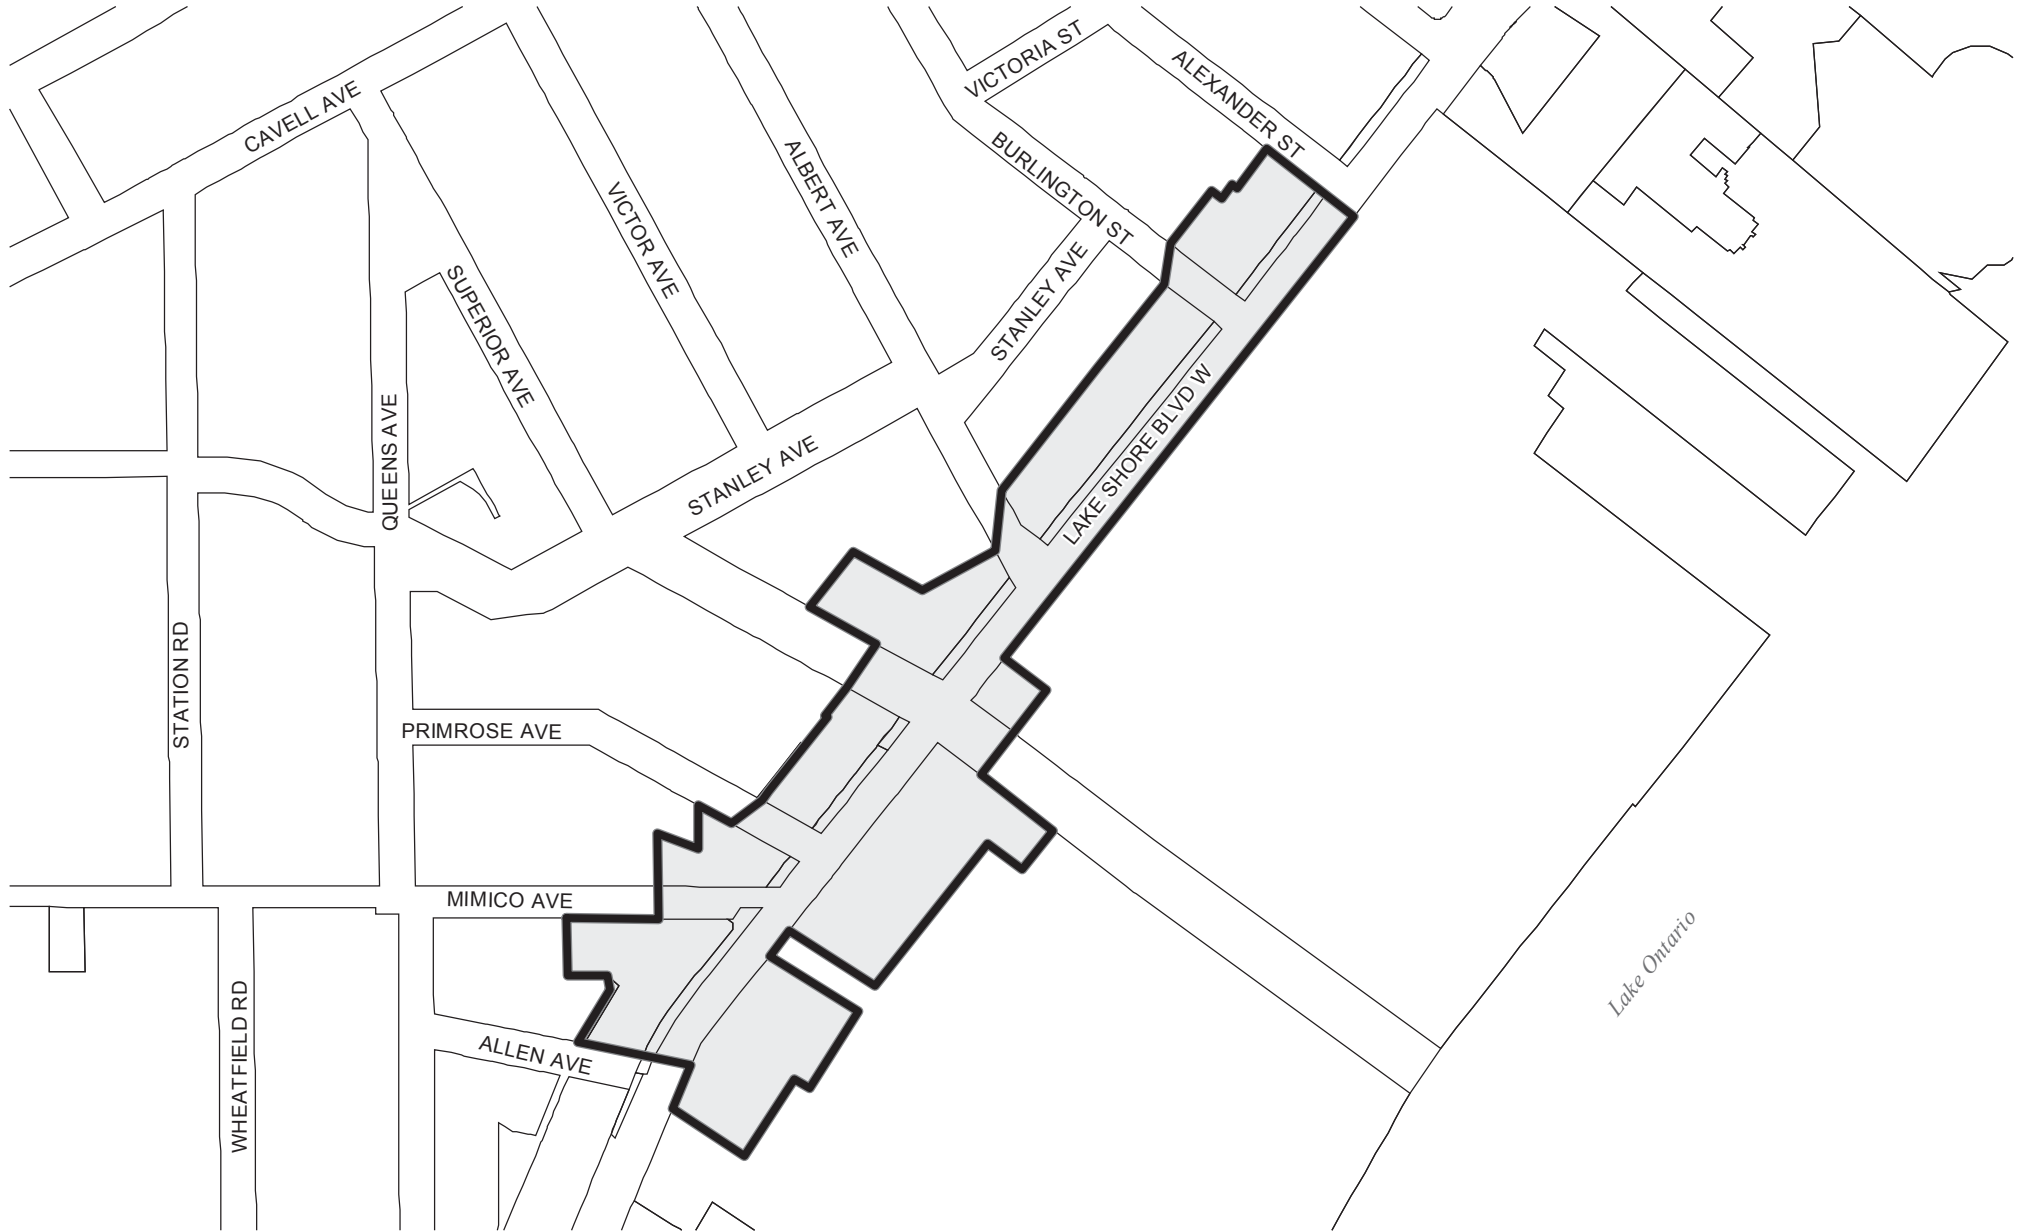 VICTORIA ST
ALEXANDER ST
CAVELL AVE
BURLINGTON ST
ALBERT AVE
VICTOR AVE
STANLEY AVE
SUPERIOR AVE
LAKE SHORE BLVD W
QUEENS AVE
STANLEY AVE
STATION RD
PRIMROSE AVE
MIMICO AVE
Lake Ontario
WHEATFIELD RD
ALLEN AVE